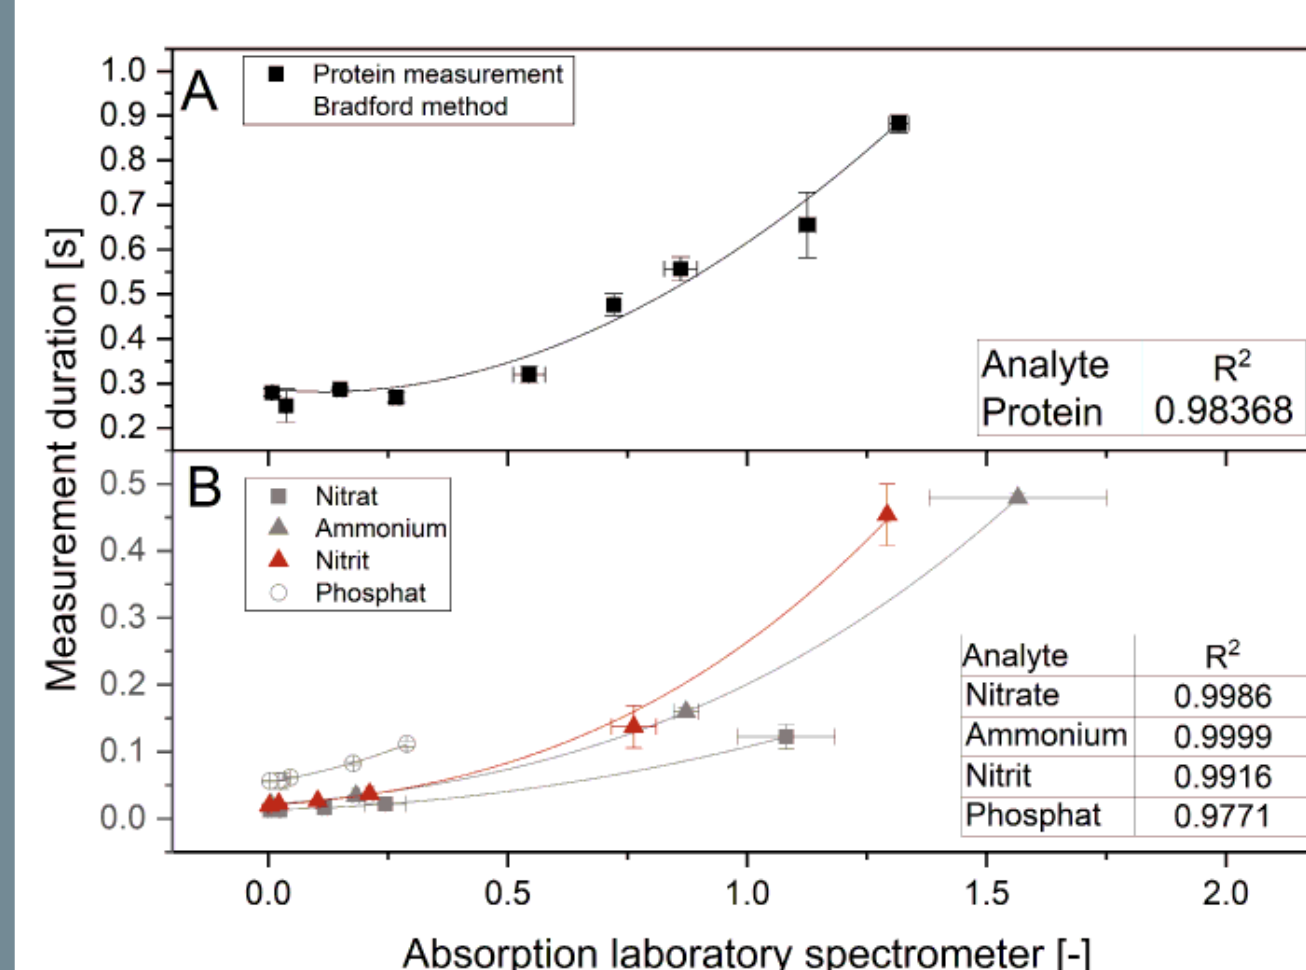 A
Protein measurement
Bradford method
1.0
0.9
0.8
0.7
0.6
0.5
0.4
0.3
0.2
Analyte R²
Protein 0.98368
Measurement duration [s]
B
Nitrat
Ammonium
Nitrit
Phosphat
0.5
0.4
0.3
0.2
0.1
0.0
Analyte R²
Nitrate 0.9986
Ammonium 0.9999
Nitrit 0.9916
Phosphat 0.9771
0.0 0.5 1.0 1.5 2.0
Absorption laboratory spectrometer [-]